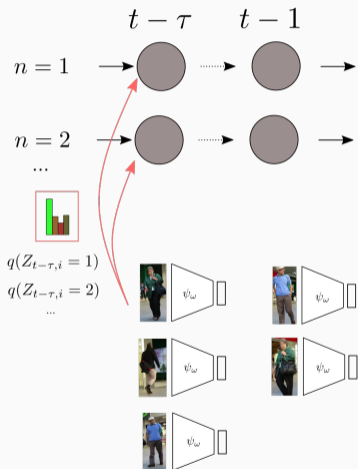 t − τ t − 1
n = 1
n = 2
...
q(Z_{t−τ,i} = 1)
q(Z_{t−τ,i} = 2)
...
ψ_ω ψ_ω
ψ_ω ψ_ω
ψ_ω